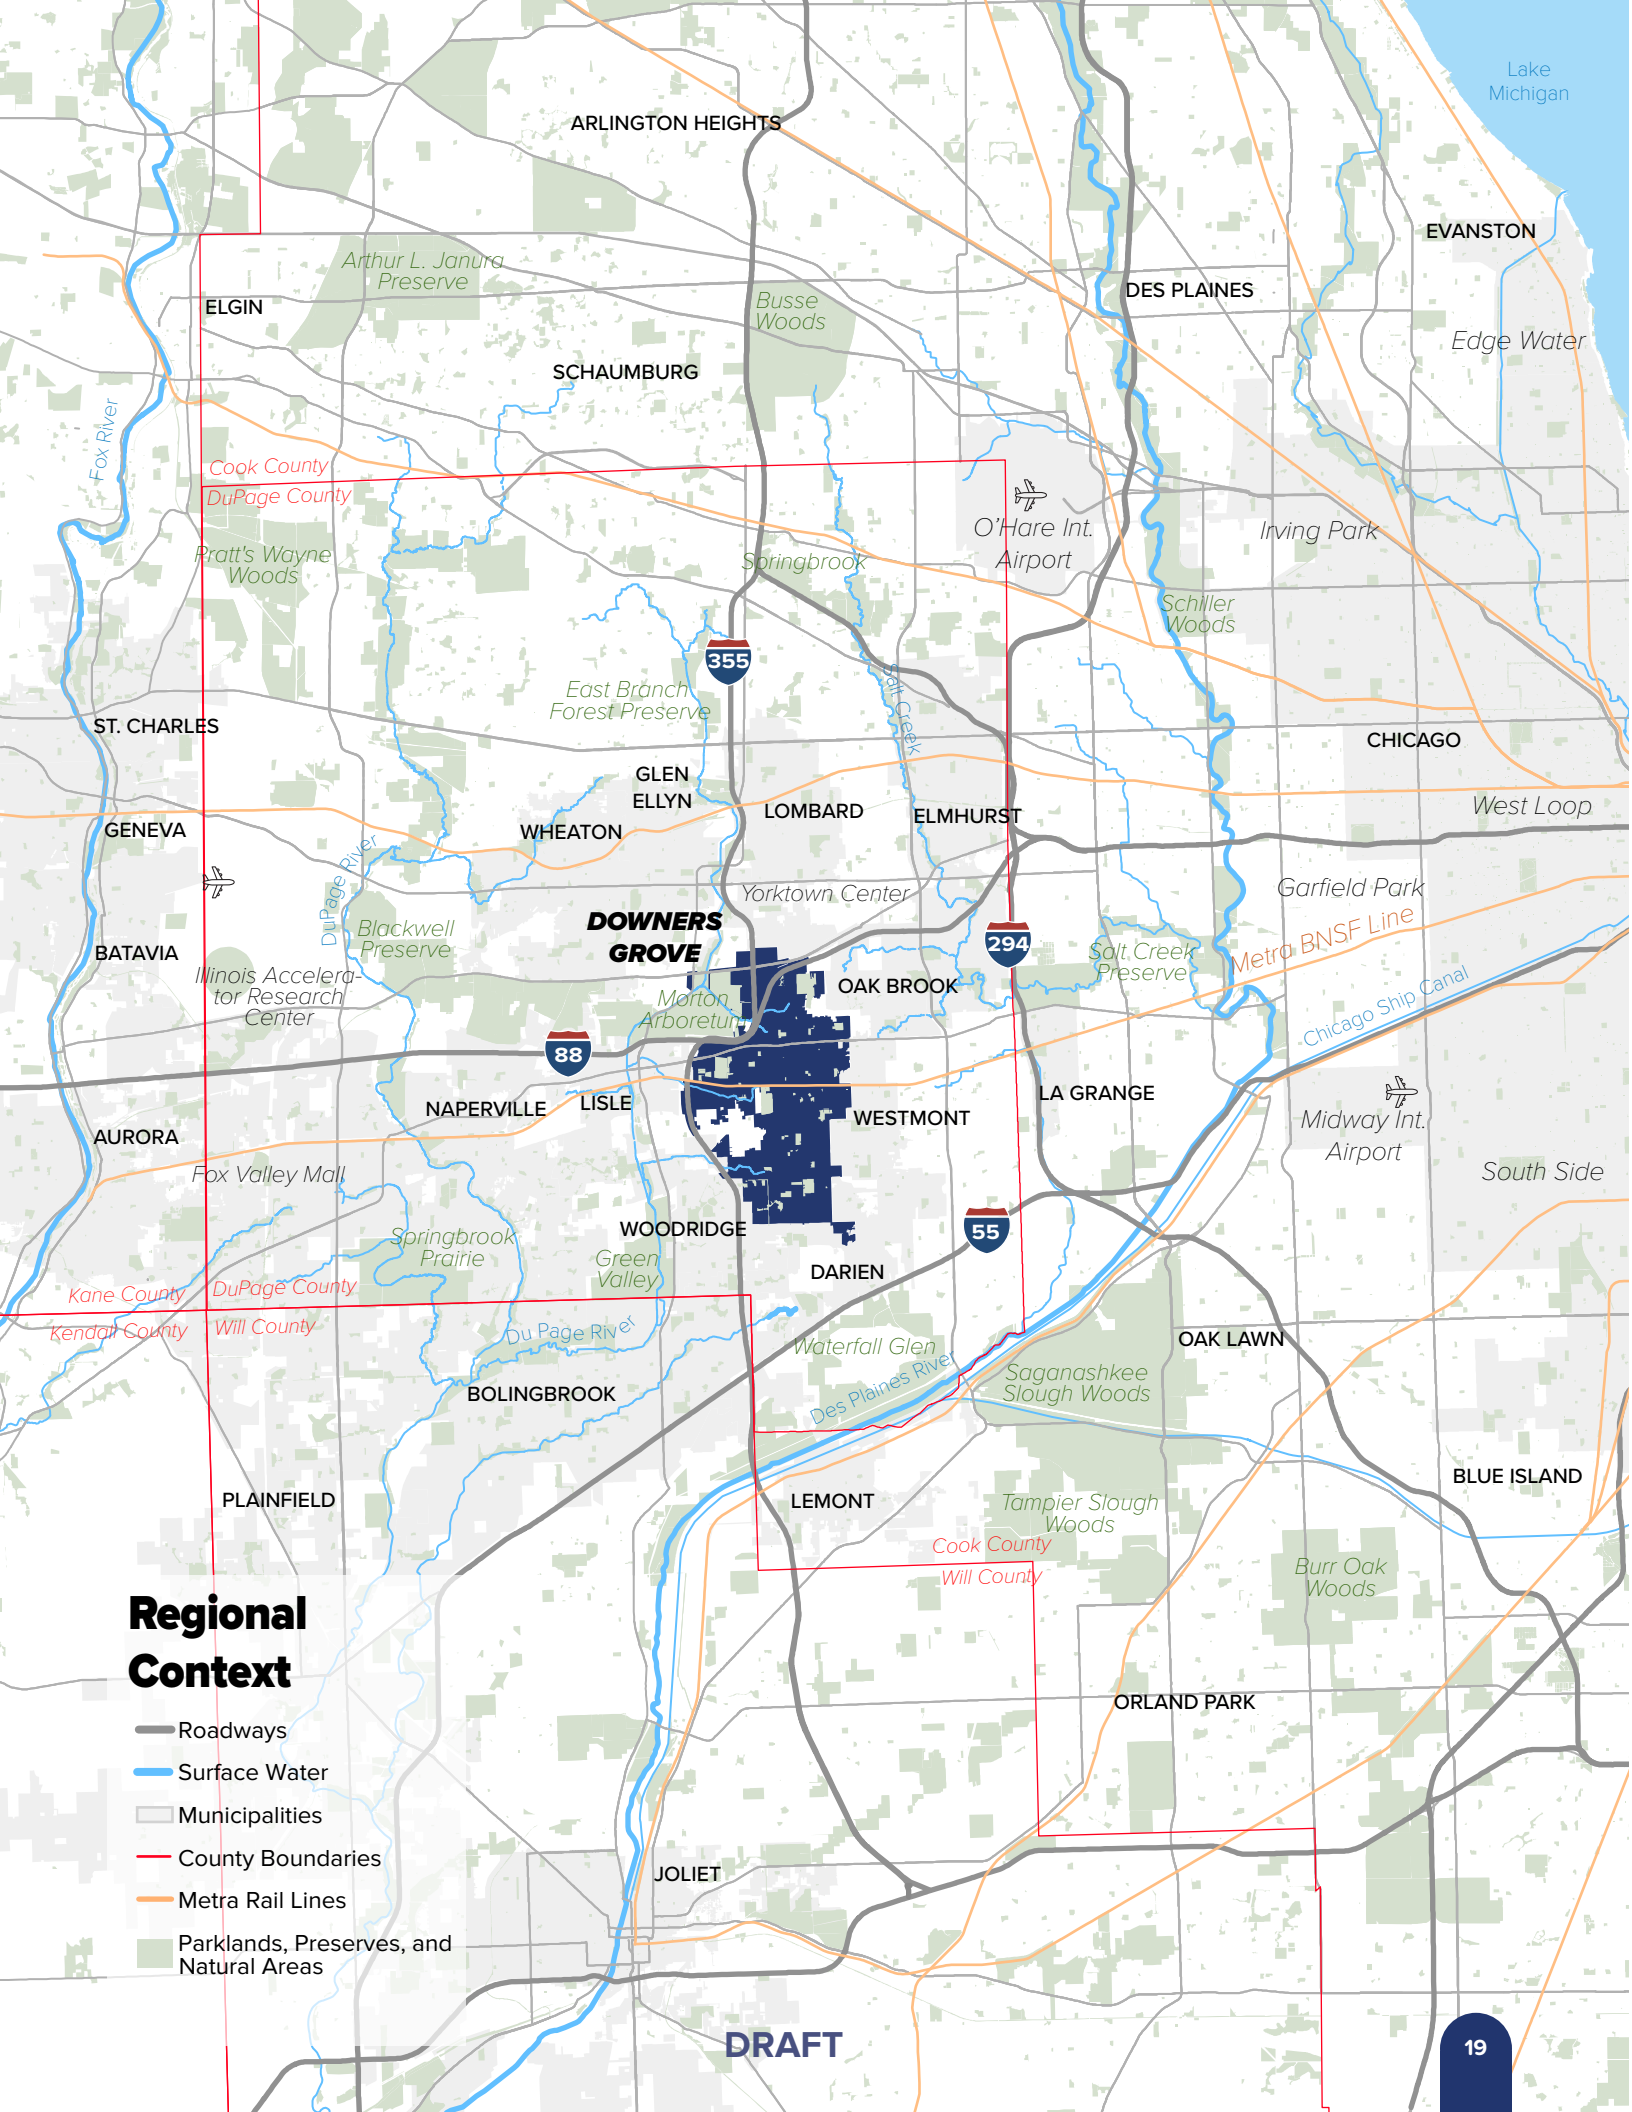 Lake
Michigan
ARLINGTON HEIGHTS
EVANSTON
Arthur L. Janura
Preserve
DES PLAINES
Busse
Woods
ELGIN
Edge Water
SCHAUMBURG
Fox River
Cook County
DuPage County
O'Hare Int.
Airport
Irving Park
Pratt's Wayne
Woods
Springbrook
Schiller
Woods
355
East Branch
Forest Preserve
Salt Creek
ST. CHARLES
CHICAGO
GLEN
ELLYN
LOMBARD
West Loop
ELMHURST
GENEVA
WHEATON
DuPage River
Yorktown Center
Garfield Park
DOWNERS
GROVE
Blackwell
Preserve
294
Metra BNSF Line
BATAVIA
Salt Creek
Preserve
Illinois Accelera-
tor Research
Center
OAK BROOK
Morton
Arboretum
Chicago Ship Canal
88
LA GRANGE
NAPERVILLE
LISLE
WESTMONT
Midway Int.
Airport
AURORA
Fox Valley Mall
South Side
WOODRIDGE
55
Springbrook
Prairie
Green
Valley
DARIEN
Kane County
DuPage County
Kendall County
Will County
Du Page River
Waterfall Glen
OAK LAWN
Des Plaines River
Saganashkee
Slough Woods
BOLINGBROOK
BLUE ISLAND
PLAINFIELD
LEMONT
Tampier Slough
Woods
Cook County
Will County
Burr Oak
Woods
ORLAND PARK
JOLIET
Regional
Context
Roadways
Surface Water
Municipalities
County Boundaries
Metra Rail Lines
Parklands, Preserves, and
Natural Areas
DRAFT
19